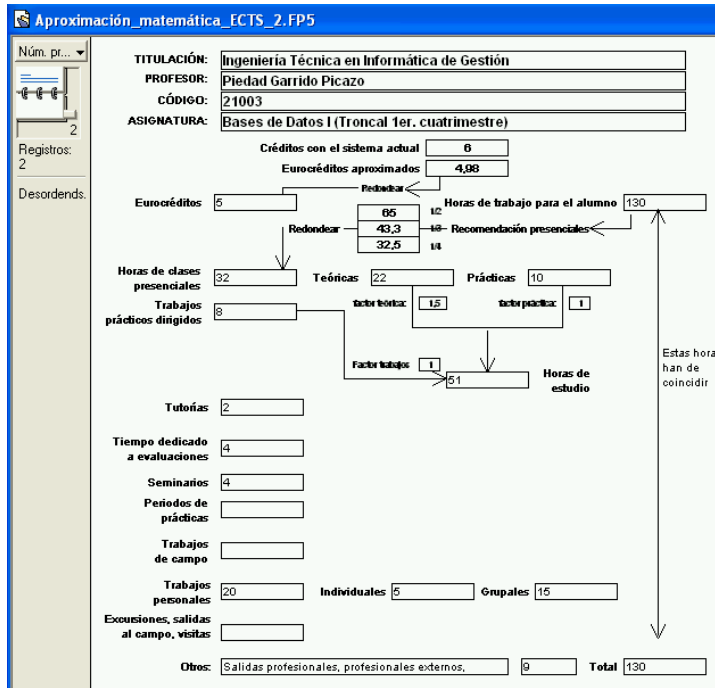 Aproximación_matemática_ECTS_2.FP5
Núm. pr...
2
Registros:
2
Desordends.
TITULACIÓN: Ingeniería Técnica en Informática de Gestión
PROFESOR: Piedad Garrido Picazo
CÓDIGO: 21003
ASIGNATURA: Bases de Datos I (Troncal 1er. cuatrimestre)
Créditos con el sistema actual 6
Eurocréditos aproximados 4,98
Redondear
Eurocréditos 5
Horas de trabajo para el alumno 130
65 1/2
Redondear 43,3 1/3 Recomendación presenciales
32,5 1/4
Horas de clases
presenciales 32 Teóricas 22 Prácticas 10
Trabajos
prácticos dirigidos 8
factor teórica: 1,5 factor práctica: 1
Factor trabajos 1
51 Horas de
estudio
Estas hora
han de
coincidir
Tutorías 2
Tiempo dedicado
a evaluaciones 4
Seminarios 4
Periodos de
prácticas
Trabajos
de campo
Trabajos
personales 20 Individuales 5 Grupales 15
Excursiones, salidas
al campo, visitas
Otros: Salidas profesionales, profesionales externos, 9 Total 130